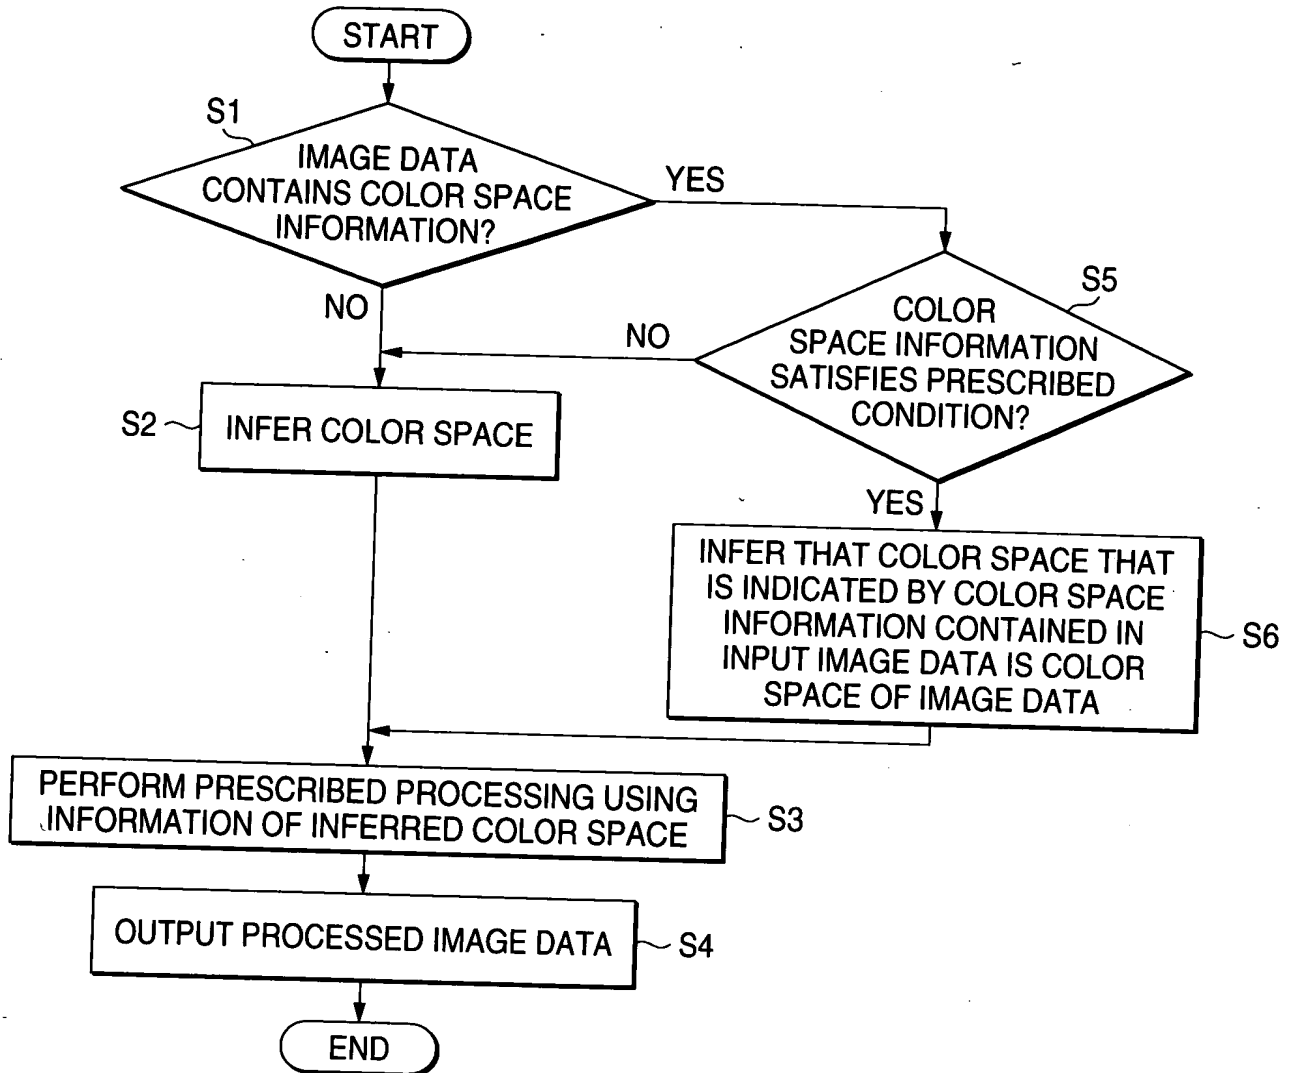 START
S1
IMAGE DATA
CONTAINS COLOR SPACE
INFORMATION?
YES
NO
S5
COLOR
SPACE INFORMATION
SATISFIES PRESCRIBED
CONDITION?
NO
YES
S2
INFER COLOR SPACE
INFER THAT COLOR SPACE THAT
IS INDICATED BY COLOR SPACE
INFORMATION CONTAINED IN
INPUT IMAGE DATA IS COLOR
SPACE OF IMAGE DATA
S6
PERFORM PRESCRIBED PROCESSING USING
INFORMATION OF INFERRED COLOR SPACE
S3
OUTPUT PROCESSED IMAGE DATA
S4
END